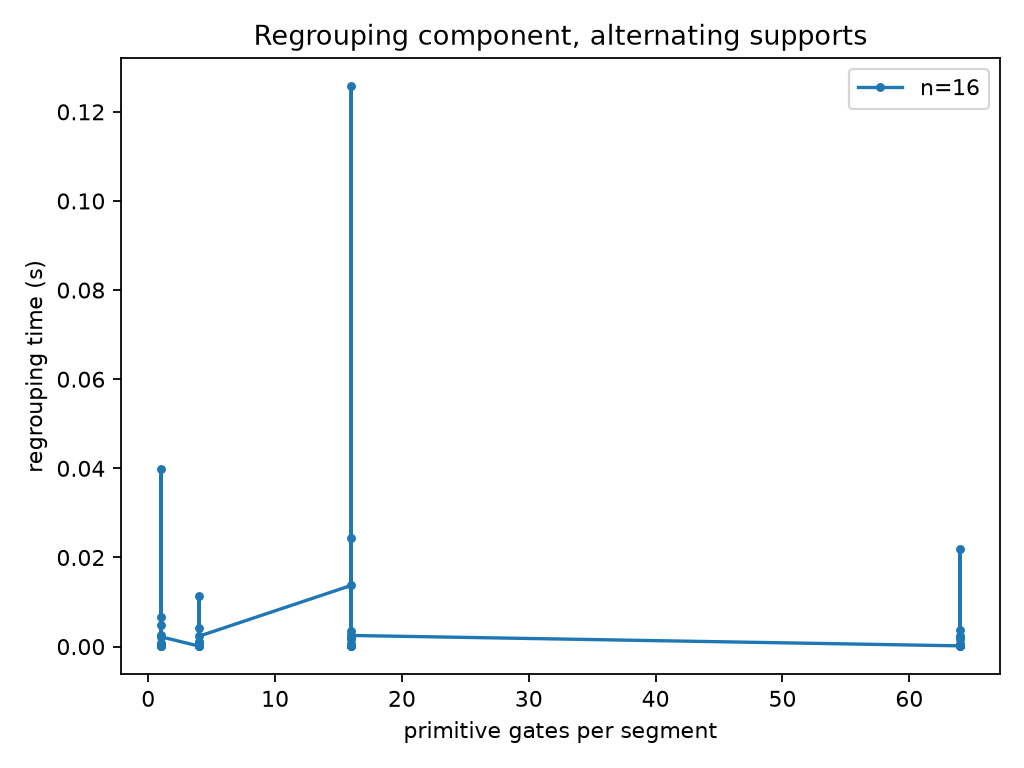 Regrouping component, alternating supports
n=16
0.12
0.10
0.08
0.06
0.04
0.02
0.00
regrouping time (s)
0 10 20 30 40 50 60
primitive gates per segment